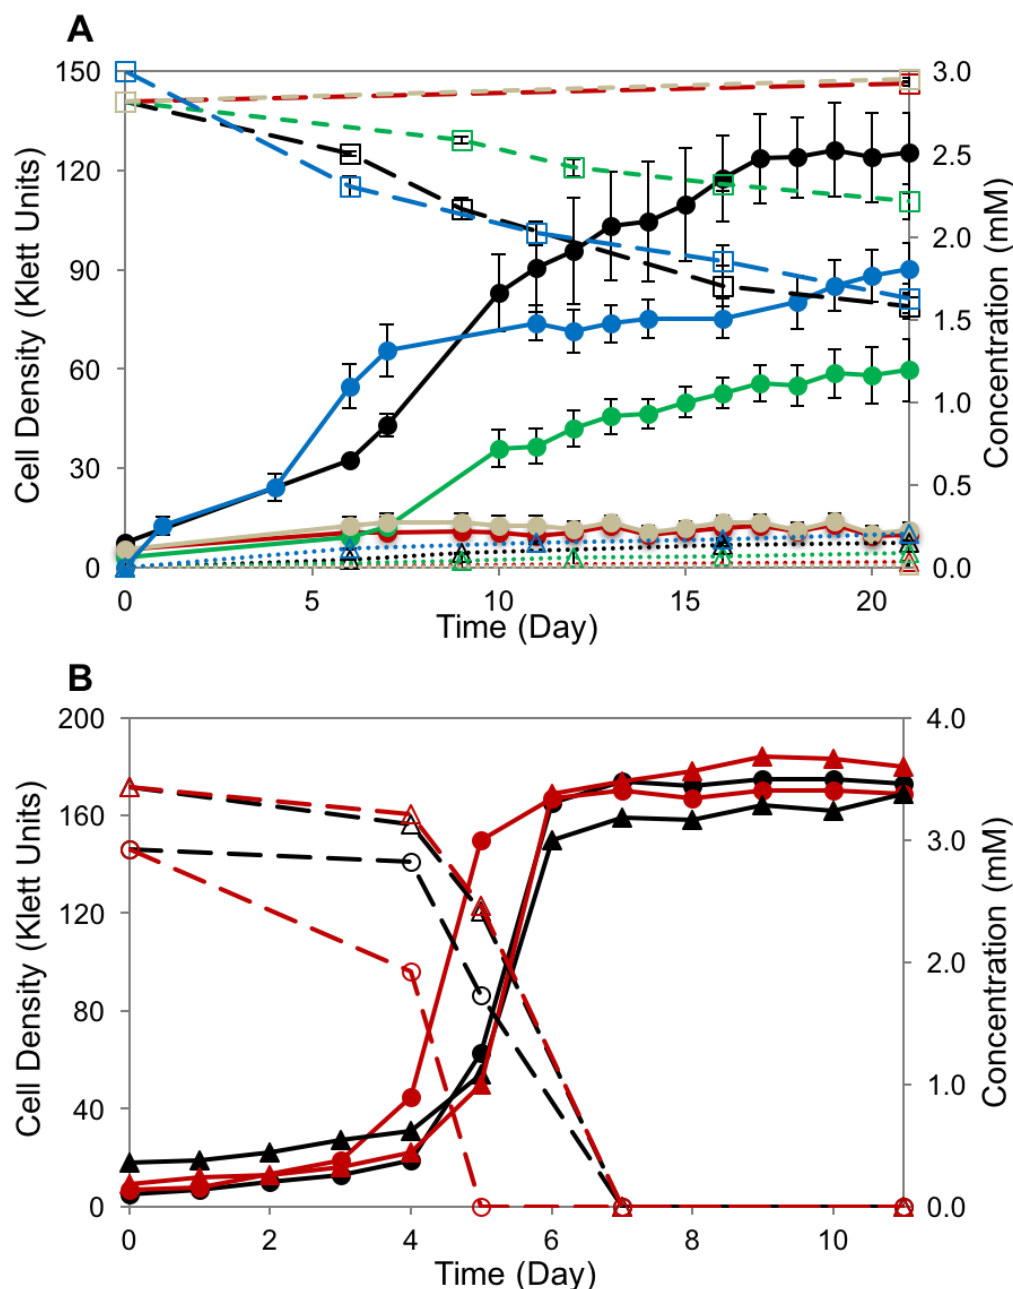 A
150
120
90
60
30
0
Cell Density (Klett Units)
3.0
2.5
2.0
1.5
1.0
0.5
0.0
Concentration (mM)
0 5 10 15 20
Time (Day)
B
200
160
120
80
40
0
Cell Density (Klett Units)
4.0
3.0
2.0
1.0
0.0
Concentration (mM)
0 2 4 6 8 10
Time (Day)